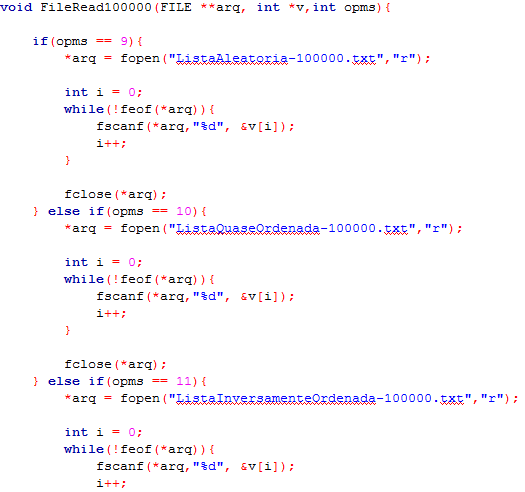 void FileRead100000(FILE **arq, int *v,int opms){
if(opms == 9){
*arq = fopen("ListaAleatoria-100000.txt","r");
int i = 0;
while(!feof(*arq)){
fscanf(*arq,"%d", &v[i]);
i++;
}
fclose(*arq);
} else if(opms == 10){
*arq = fopen("ListaQuaseOrdenada-100000.txt","r");
int i = 0;
while(!feof(*arq)){
fscanf(*arq,"%d", &v[i]);
i++;
}
fclose(*arq);
} else if(opms == 11){
*arq = fopen("ListaInversamenteOrdenada-100000.txt","r");
int i = 0;
while(!feof(*arq)){
fscanf(*arq,"%d", &v[i]);
i++;